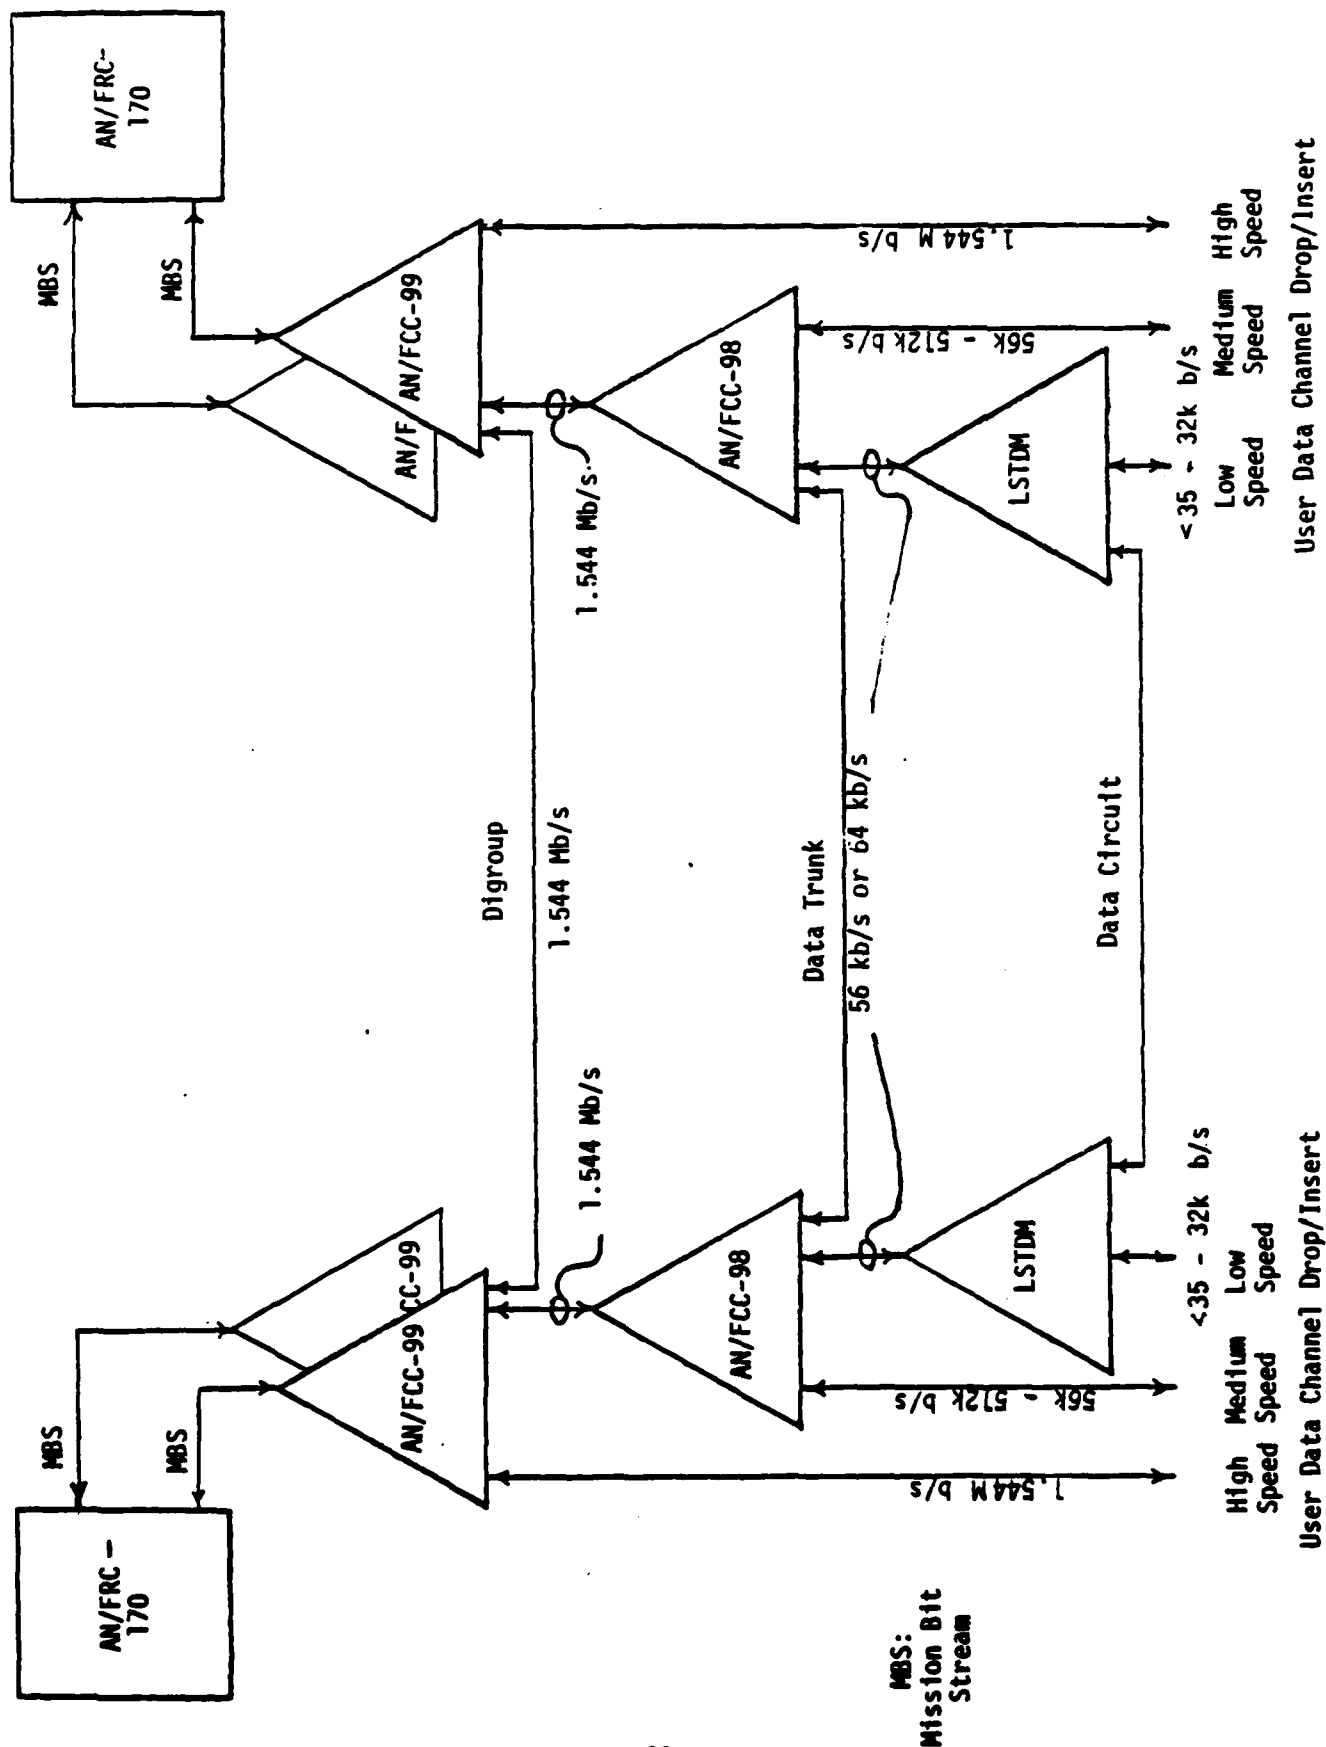 AN/FRC -
170
AN/FRC-
170
MBS
MBS
MBS
MBS
AN/FCC-99
CC-99
AN/F
AN/FCC-99
Digroup
1.544 Mb/s
1.544 Mb/s
1.544 Mb/s
AN/FCC-98
AN/FCC-98
Data Trunk
56 kb/s or 64 kb/s
LSTDM
LSTDM
Data Circuit
1.544M b/s
56k - 512k b/s
56k - 512k b/s
1.544 M b/s
<35 - 32k b/s
<35 - 32k b/s
High Medium Low
Speed Speed Speed
Low Medium High
Speed Speed Speed
User Data Channel Drop/Insert
User Data Channel Drop/Insert
MBS:
Mission Bit
Stream